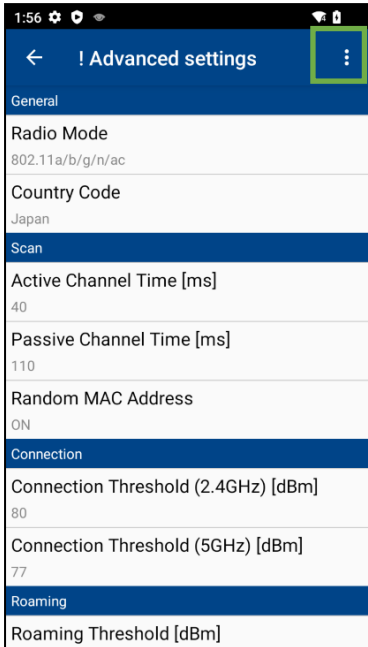 1:56
! Advanced settings
General
Radio Mode
802.11a/b/g/n/ac
Country Code
Japan
Scan
Active Channel Time [ms]
40
Passive Channel Time [ms]
110
Random MAC Address
ON
Connection
Connection Threshold (2.4GHz) [dBm]
80
Connection Threshold (5GHz) [dBm]
77
Roaming
Roaming Threshold [dBm]